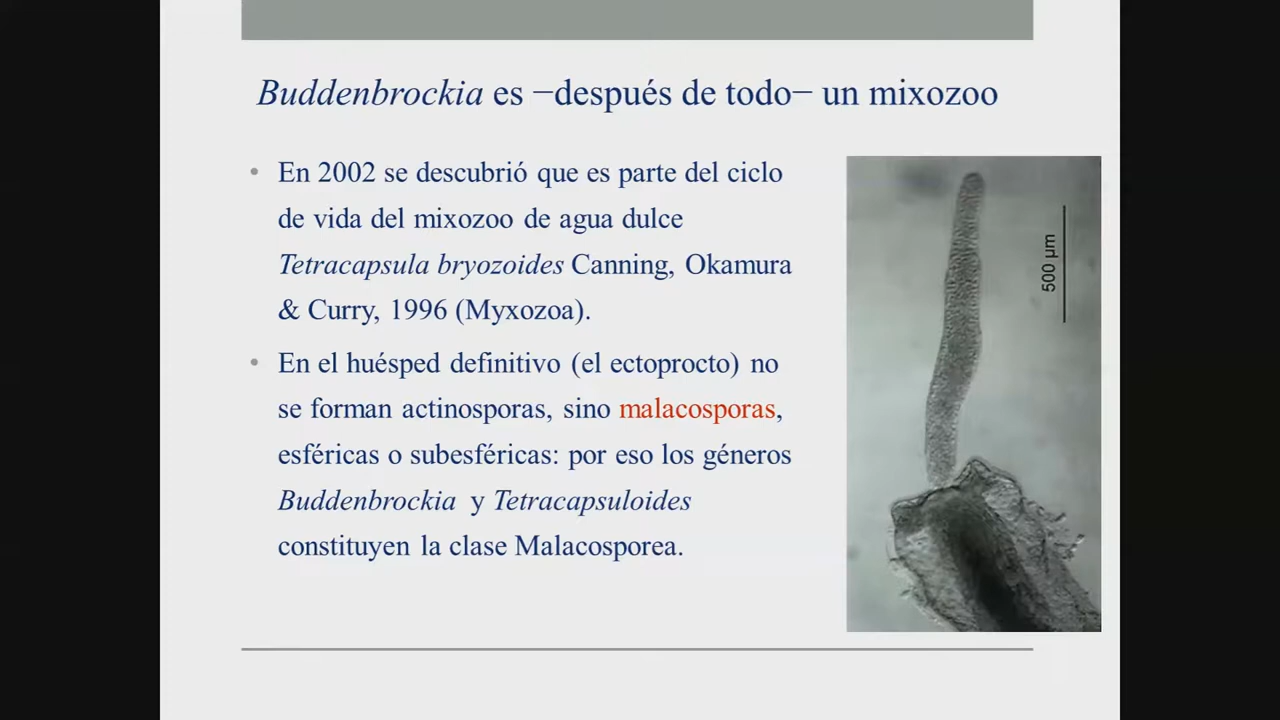 Buddenbrockia es −después de todo− un mixozoo
• En 2002 se descubrió que es parte del ciclo
de vida del mixozoo de agua dulce
Tetracapsula bryozoides Canning, Okamura
& Curry, 1996 (Myxozoa).
• En el huésped definitivo (el ectoprocto) no
se forman actinosporas, sino malacosporas,
esféricas o subesféricas: por eso los géneros
Buddenbrockia y Tetracapsuloides
constituyen la clase Malacosporea.
500 µm